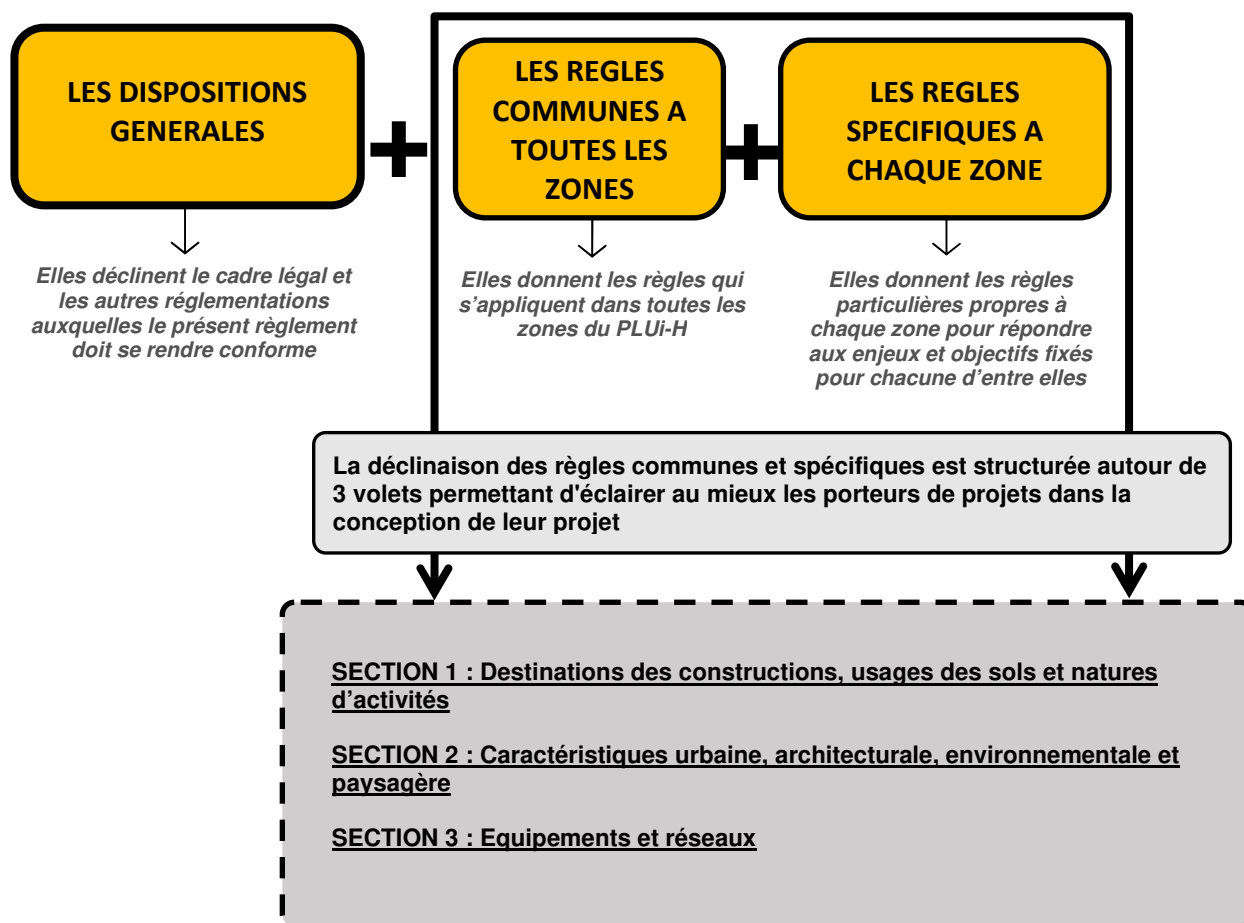 LES DISPOSITIONS
GENERALES
Elles déclinent le cadre légal et
les autres réglementations
auxquelles le présent règlement
doit se rendre conforme
LES REGLES
COMMUNES A
TOUTES LES
ZONES
Elles donnent les règles qui
s'appliquent dans toutes les
zones du PLUi-H
LES REGLES
SPECIFIQUES A
CHAQUE ZONE
Elles donnent les règles
particulières propres à
chaque zone pour répondre
aux enjeux et objectifs fixés
pour chacune d'entre elles
La déclinaison des règles communes et spécifiques est structurée autour de
3 volets permettant d'éclairer au mieux les porteurs de projets dans la
conception de leur projet
SECTION 1 : Destinations des constructions, usages des sols et natures
d'activités
SECTION 2 : Caractéristiques urbaine, architecturale, environnementale et
paysagère
SECTION 3 : Equipements et réseaux